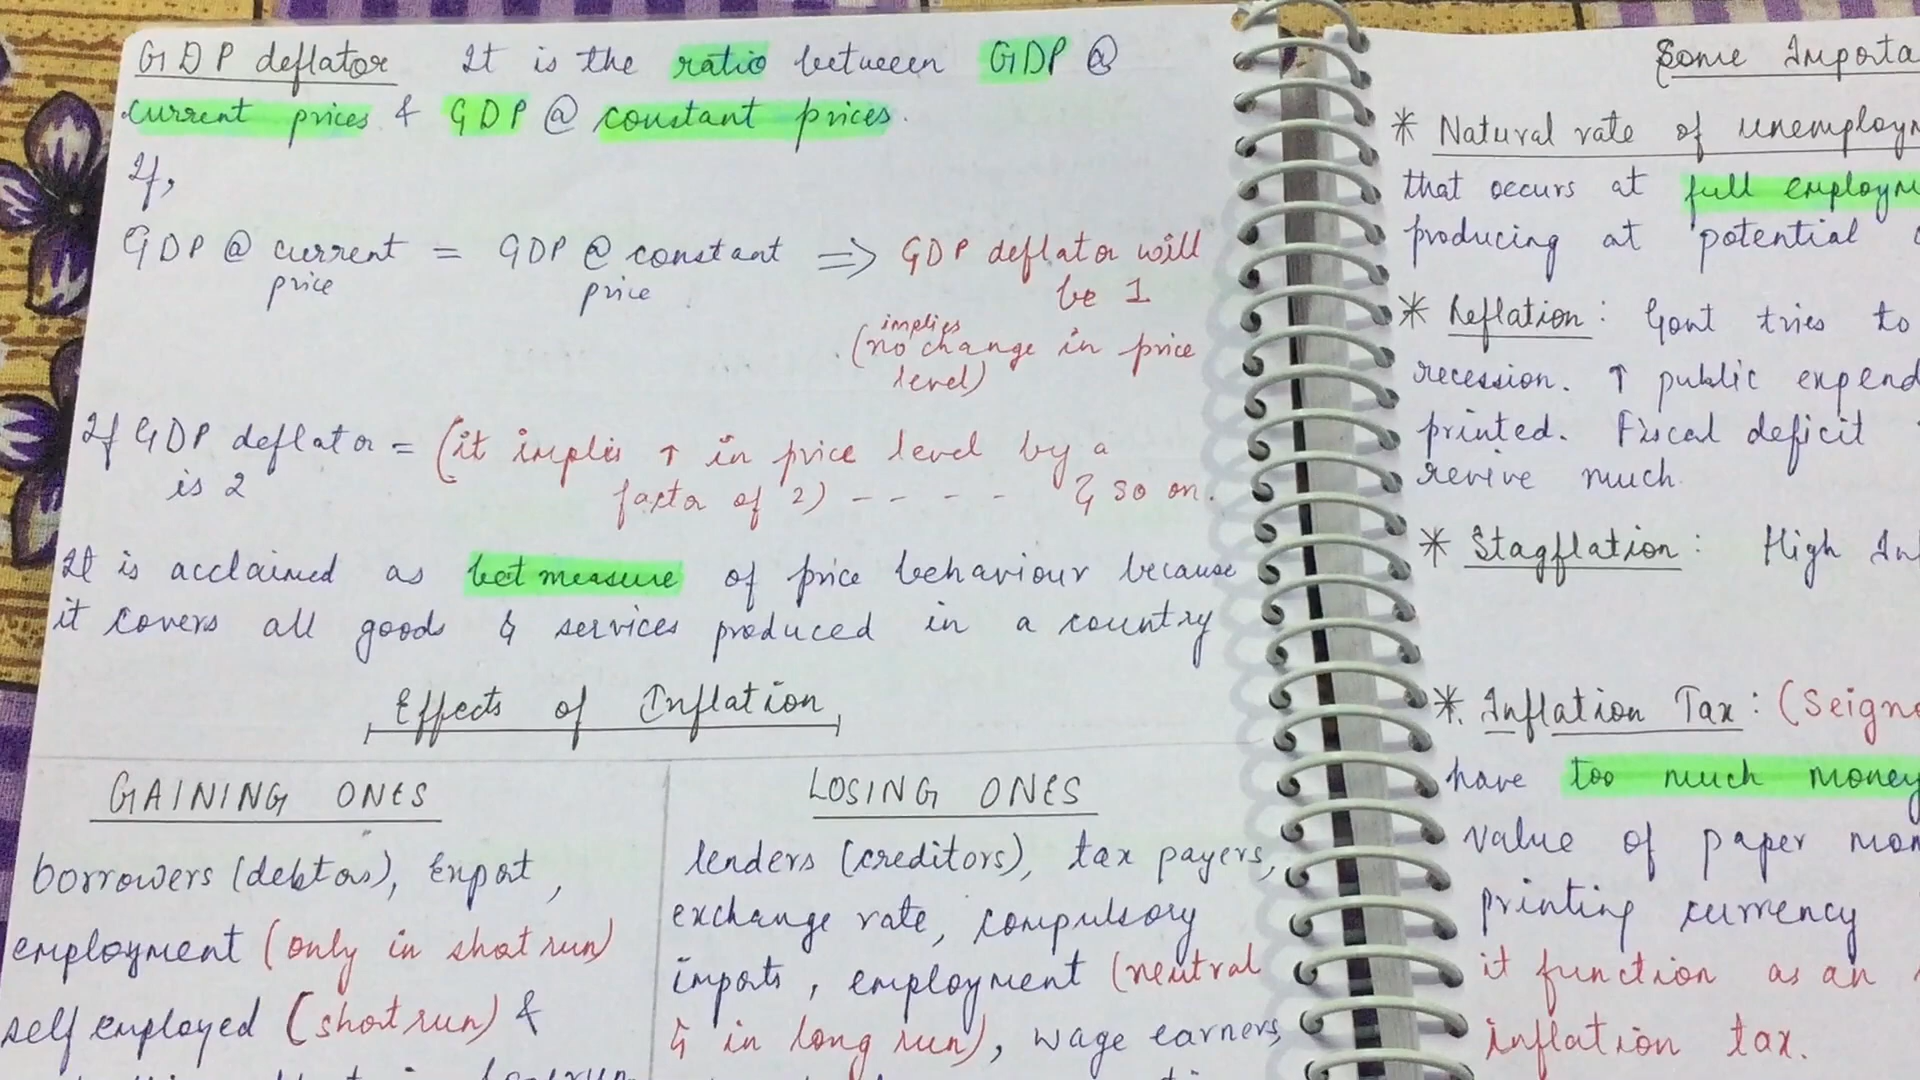 GDP deflator It is the ratio between GDP @
current prices & GDP @ constant prices.
If,
GDP @ current price = GDP @ constant price => GDP deflator will
be 1
(implies no change in price
level)
If GDP deflator is 2 = (it implies ↑ in price level by a
factor of 2) - - - - & so on.
It is acclaimed as bet measure of price behaviour because
it covers all goods & services produced in a country
Effects of Inflation
GAINING ONES
borrowers (debtors), Export,
employment (only in short run)
self employed (short run) &
LOSING ONES
lenders (creditors), tax payers,
exchange rate, compulsory
imports, employment (neutral
& in long run), wage earners,
Some Importa
* Natural rate of unemploym
that occurs at full employm
producing at potential
* Reflation: Govt tries to
recession. ↑ public expend
printed. Fiscal deficit
revive much.
* Stagflation: High Inf
*. Inflation Tax: (Seigno
have too much money
value of paper mon
printing currency
it function as an
inflation tax.